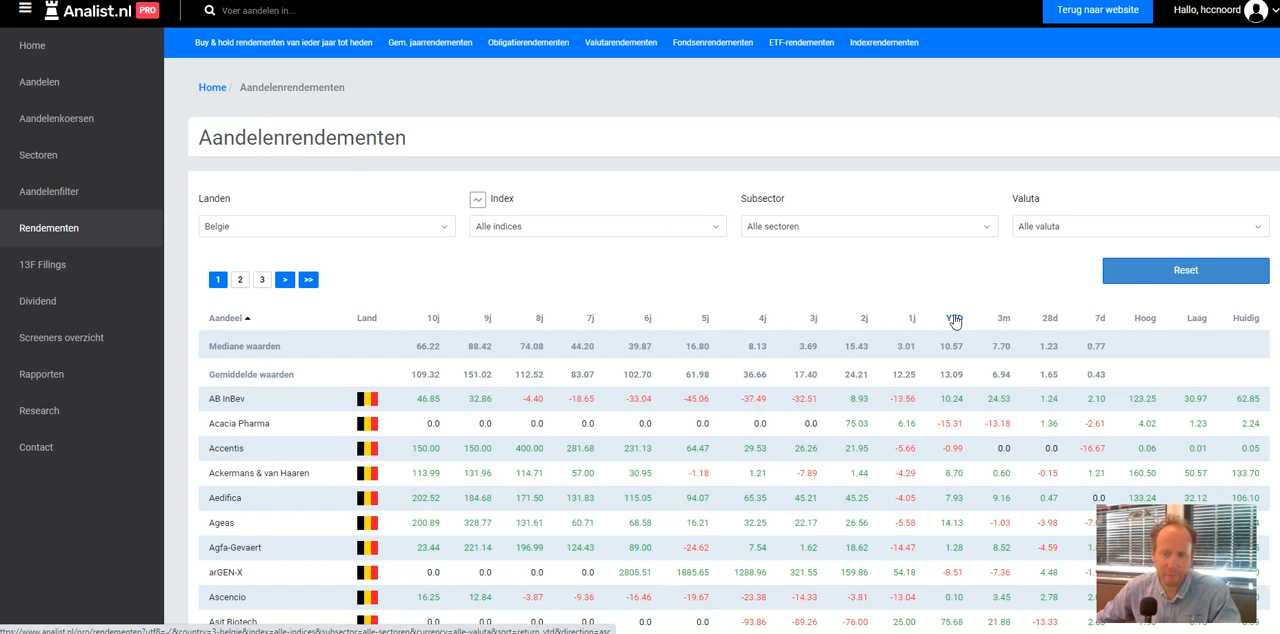 Analist.nl PRO
Voer aandelen in...
Terug naar website
Hallo, hccnoord
Home
Aandelen
Aandelenkoersen
Sectoren
Aandelenfilter
Rendementen
13F Filings
Dividend
Screeners overzicht
Rapporten
Research
Contact
Buy & hold rendementen van ieder jaar tot heden Gem. jaarrendementen Obligatierendementen Valutarendementen Fondsenrendementen ETF-rendementen Indexrendementen
Home / Aandelenrendementen
Aandelenrendementen
Landen Index Subsector Valuta
Belgie Alle indices Alle sectoren Alle valuta
1 2 3 > >>
Reset
Aandeel Land 10j 9j 8j 7j 6j 5j 4j 3j 2j 1j YTD 3m 28d 7d Hoog Laag Huidig
Mediane waarden 66.22 88.42 74.08 44.20 39.87 16.80 8.13 3.69 15.43 3.01 10.57 7.70 1.23 0.77
Gemiddelde waarden 109.32 151.02 112.52 83.07 102.70 61.98 36.66 17.40 24.21 12.25 13.09 6.94 1.65 0.43
AB InBev 46.85 32.86 -4.40 -18.65 -33.04 -45.06 -37.49 -32.51 8.93 -13.56 10.24 24.53 1.24 2.10 123.25 30.97 62.85
Acacia Pharma 0.0 0.0 0.0 0.0 0.0 0.0 0.0 0.0 75.03 6.16 -15.31 -13.18 1.36 -2.61 4.02 1.23 2.24
Accentis 150.00 150.00 400.00 281.68 231.13 64.47 29.53 26.26 21.95 -5.66 -0.99 0.0 0.0 -16.67 0.06 0.01 0.05
Ackermans & van Haaren 113.99 131.96 114.71 57.00 30.95 -1.18 1.21 -7.89 1.44 -4.29 8.70 0.60 -0.15 1.21 160.50 50.57 133.70
Aedifica 202.52 184.68 171.50 131.83 115.05 94.07 65.35 45.21 45.25 -4.05 7.93 9.16 0.47 0.0 133.24 32.12 106.10
Ageas 200.89 328.77 131.61 60.71 68.58 16.21 32.25 22.17 26.56 -5.58 14.13 -1.03 -3.98
Agfa-Gevaert 23.44 221.14 196.99 124.43 89.00 -24.62 7.54 1.62 18.62 -14.47 1.28 8.52 -4.59
arGEN-X 0.0 0.0 0.0 0.0 2805.51 1885.65 1288.96 321.55 159.86 54.18 -8.51 -7.36 4.48
Ascencio 16.25 12.84 -3.87 -9.36 -16.46 -19.67 -23.38 -14.33 -3.81 -13.04 0.10 3.45 2.78
Asit Biotech 0.0 0.0 0.0 0.0 0.0 0.0 -93.86 -89.26 -76.00 25.00 75.68 21.88 -13.33